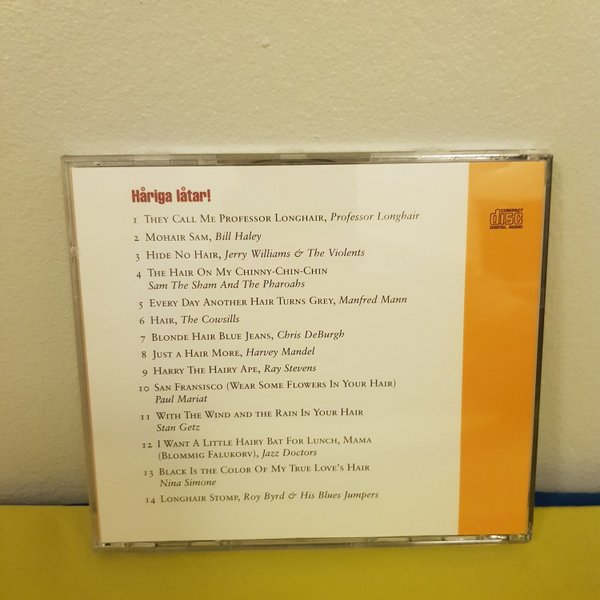 Håriga låtar!
1 They Call Me Professor Longhair, Professor Longhair
2 Mohair Sam, Bill Haley
3 Hide No Hair, Jerry Williams & The Violents
4 The Hair On My Chinny-Chin-Chin
Sam The Sham And The Pharoahs
5 Every Day Another Hair Turns Grey, Manfred Mann
6 Hair, The Cowsills
7 Blonde Hair Blue Jeans, Chris DeBurgh
8 Just a Hair More, Harvey Mandel
9 Harry The Hairy Ape, Ray Stevens
10 San Fransisco (Wear Some Flowers In Your Hair)
Paul Mariat
11 With The Wind and the Rain In Your Hair
Stan Getz
12 I Want A Little Hairy Bat For Lunch, Mama
(Blommig Falukorv), Jazz Doctors
13 Black Is the Color Of My True Love's Hair
Nina Simone
14 Longhair Stomp, Roy Byrd & His Blues Jumpers
COMPACT
disc
DIGITAL AUDIO